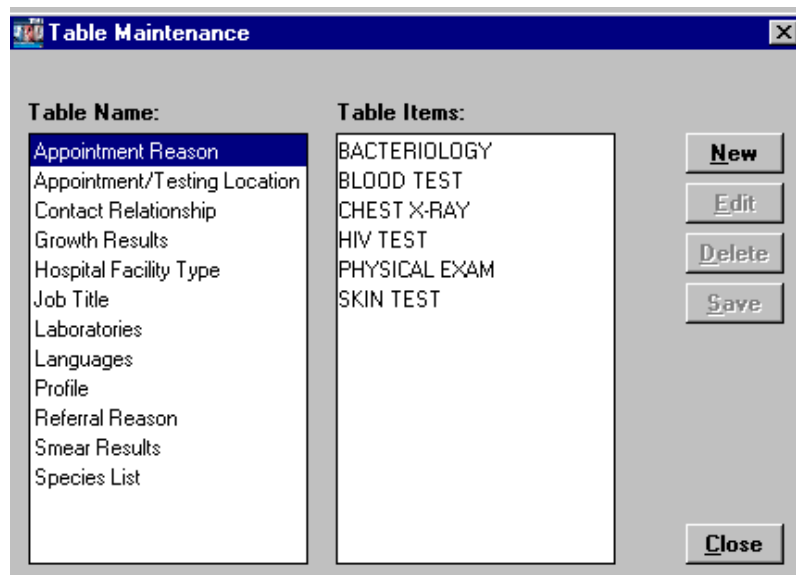 Table Maintenance
Table Name:
Appointment Reason
Appointment/Testing Location
Contact Relationship
Growth Results
Hospital Facility Type
Job Title
Laboratories
Languages
Profile
Referral Reason
Smear Results
Species List
Table Items:
BACTERIOLOGY
BLOOD TEST
CHEST X-RAY
HIV TEST
PHYSICAL EXAM
SKIN TEST
New
Edit
Delete
Save
Close